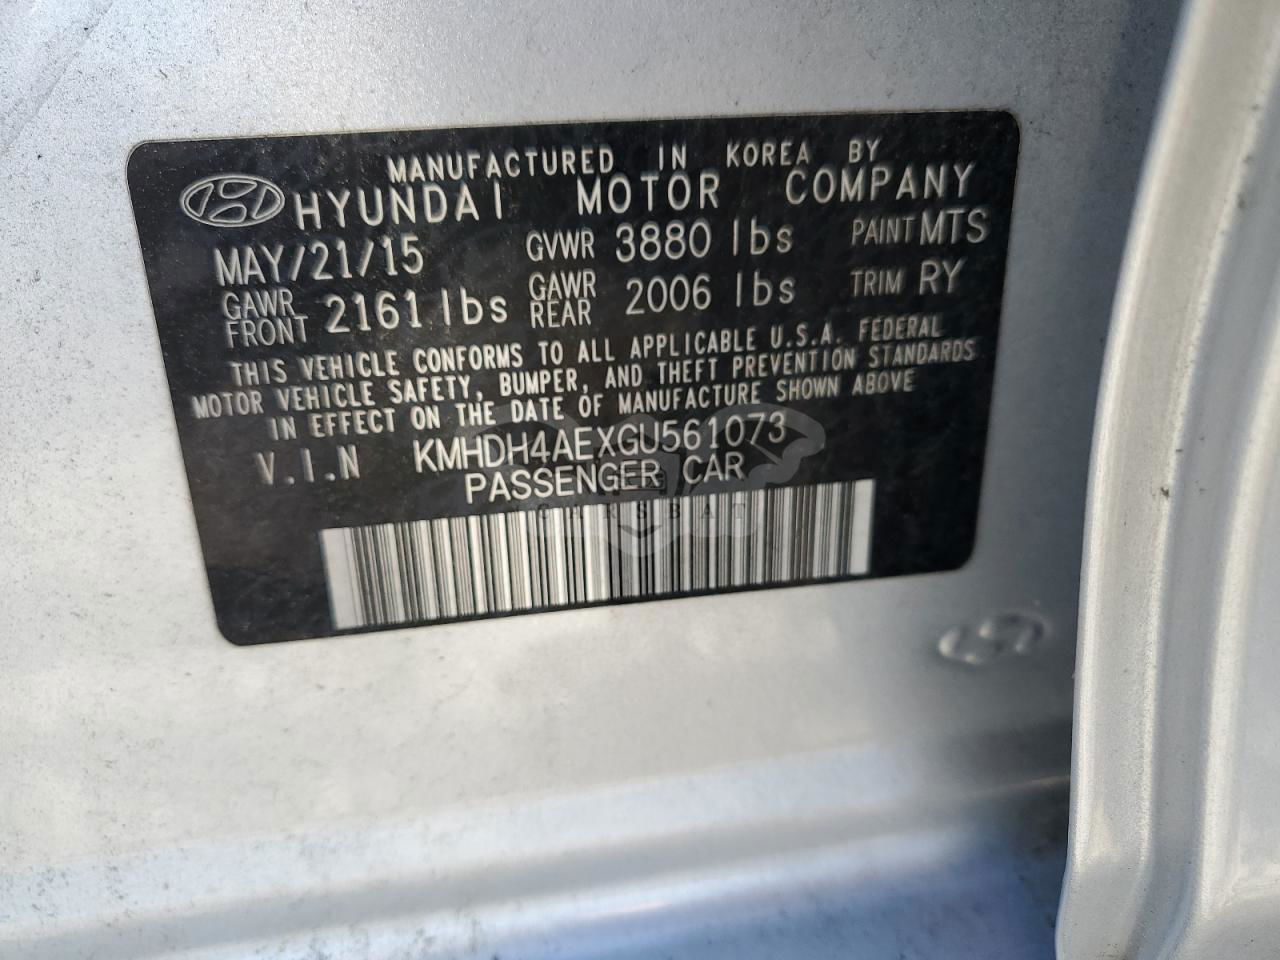 MANUFACTURED IN KOREA BY
HYUNDAI MOTOR COMPANY
MAY/21/15 GVWR 3880 lbs PAINT MTS
GAWR FRONT 2161 lbs GAWR REAR 2006 lbs TRIM RY
THIS VEHICLE CONFORMS TO ALL APPLICABLE U.S.A. FEDERAL
MOTOR VEHICLE SAFETY, BUMPER, AND THEFT PREVENTION STANDARDS
IN EFFECT ON THE DATE OF MANUFACTURE SHOWN ABOVE
V.I.N KMHDH4AEXGU561073
PASSENGER CAR
CARSBAT